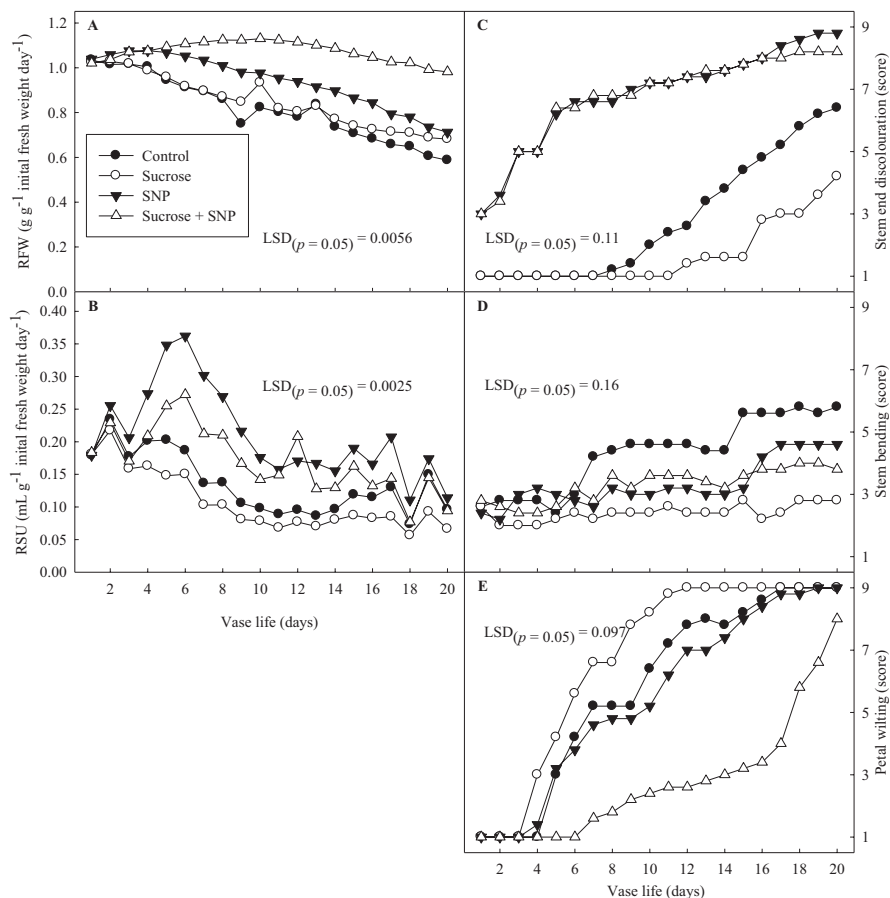 A
RFW (g g⁻¹ inital fresh weight day⁻¹)
1.2
1.0
0.8
0.6
0.4
0.2
0.0
Control
Sucrose
SNP
Sucrose + SNP
LSD(p = 0.05) = 0.0056
B
RSU (mL g⁻¹ inital fresh weight day⁻¹)
0.40
0.35
0.30
0.25
0.20
0.15
0.10
0.05
0.00
LSD(p = 0.05) = 0.0025
2 4 6 8 10 12 14 16 18 20
Vase life (days)
C
LSD(p = 0.05) = 0.11
9
7
5
3
1
Stem end discolouration (score)
D
LSD(p = 0.05) = 0.16
9
7
5
3
1
Stem bending (score)
E
LSD(p = 0.05) = 0.097
9
7
5
3
1
Petal wilting (score)
2 4 6 8 10 12 14 16 18 20
Vase life (days)